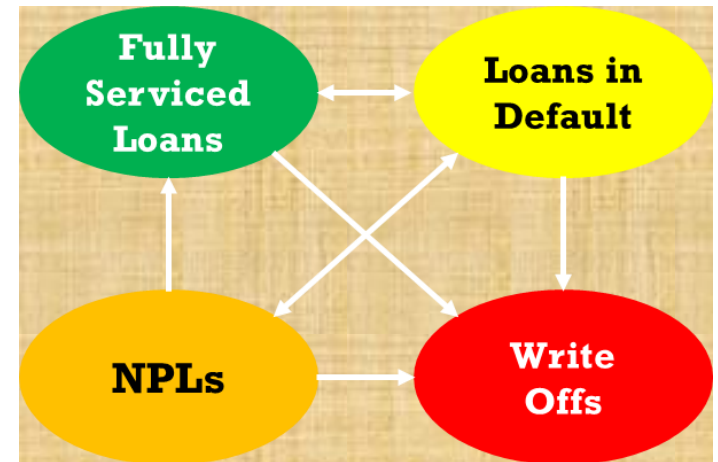 Fully
Serviced
Loans
Loans in
Default
NPLs
Write
Offs